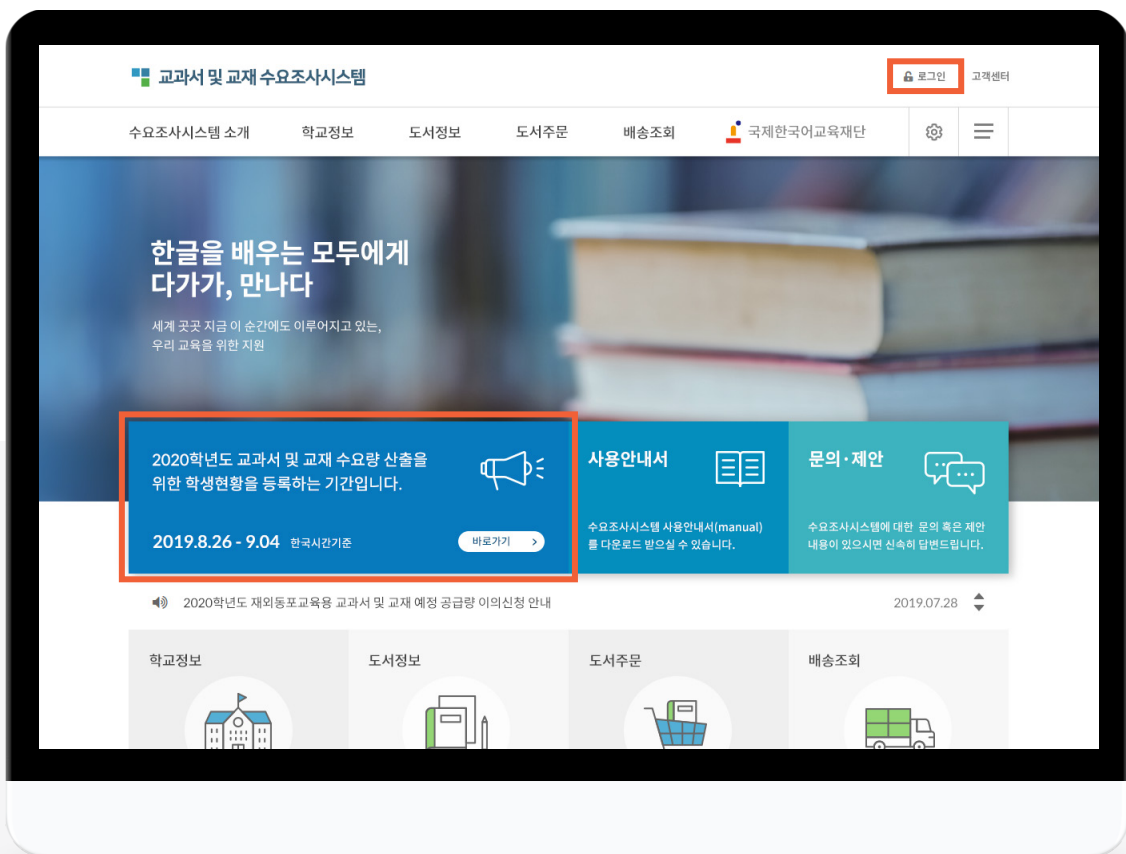 교과서 및 교재 수요조사시스템
로그인 고객센터
수요조사시스템 소개 학교정보 도서정보 도서주문 배송조회 국제한국어교육재단
한글을 배우는 모두에게
다가가, 만나다
세계 곳곳 지금 이 순간에도 이루어지고 있는,
우리 교육을 위한 지원
2020학년도 교과서 및 교재 수요량 산출을
위한 학생현황을 등록하는 기간입니다.
2019.8.26 - 9.04 한국시간기준
바로가기
사용안내서
수요조사시스템 사용안내서(manual)
를 다운로드 받으실 수 있습니다.
문의·제안
수요조사시스템에 대한 문의 혹은 제안
내용이 있으시면 신속히 답변드립니다.
2020학년도 재외동포교육용 교과서 및 교재 예정 공급량 이의신청 안내 2019.07.28
학교정보 도서정보 도서주문 배송조회